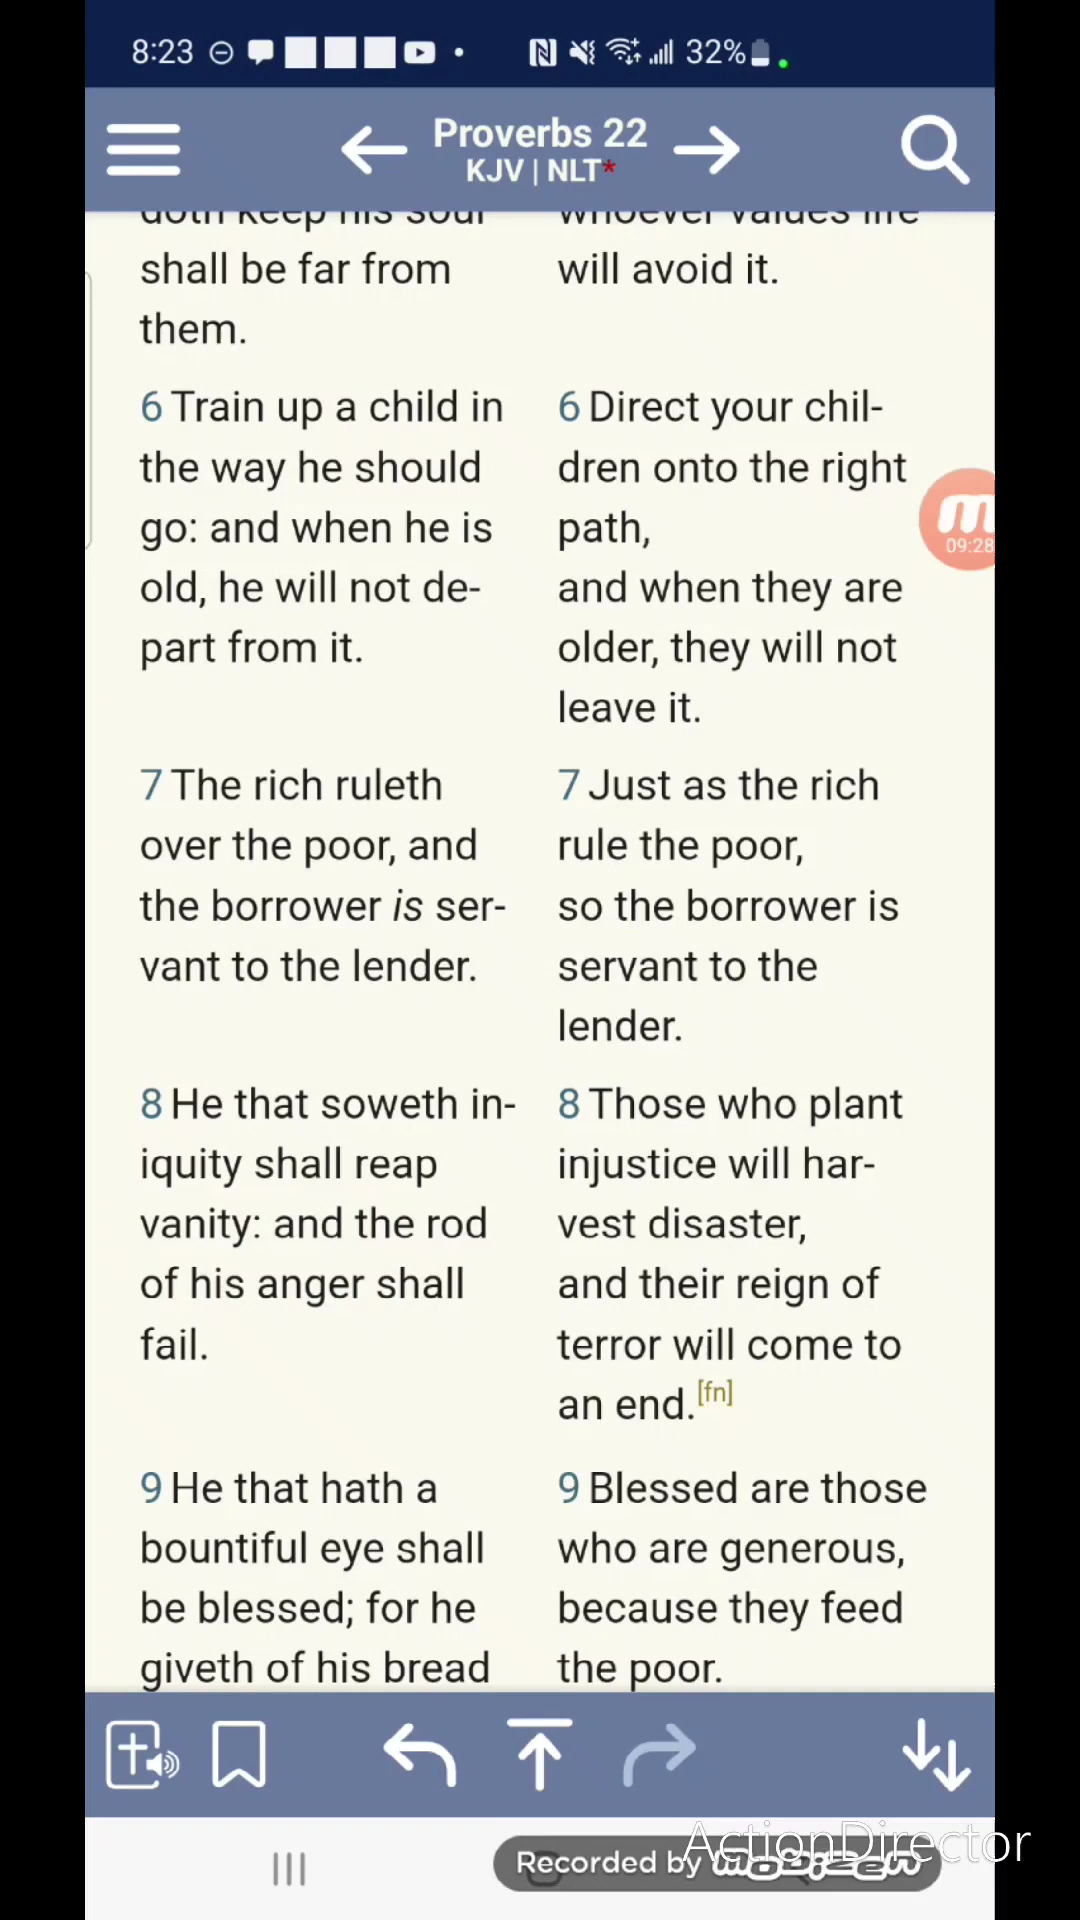 8:23
32%
Proverbs 22
KJV | NLT*
doth keep his soul
shall be far from
them.
6 Train up a child in
the way he should
go: and when he is
old, he will not de-
part from it.
7 The rich ruleth
over the poor, and
the borrower is ser-
vant to the lender.
8 He that soweth in-
iquity shall reap
vanity: and the rod
of his anger shall
fail.
9 He that hath a
bountiful eye shall
be blessed; for he
giveth of his bread
whoever values life
will avoid it.
6 Direct your chil-
dren onto the right
path,
and when they are
older, they will not
leave it.
7 Just as the rich
rule the poor,
so the borrower is
servant to the
lender.
8 Those who plant
injustice will har-
vest disaster,
and their reign of
terror will come to
an end.[fn]
9 Blessed are those
who are generous,
because they feed
the poor.
m
09:28
ActionDirector
Recorded by mobizen